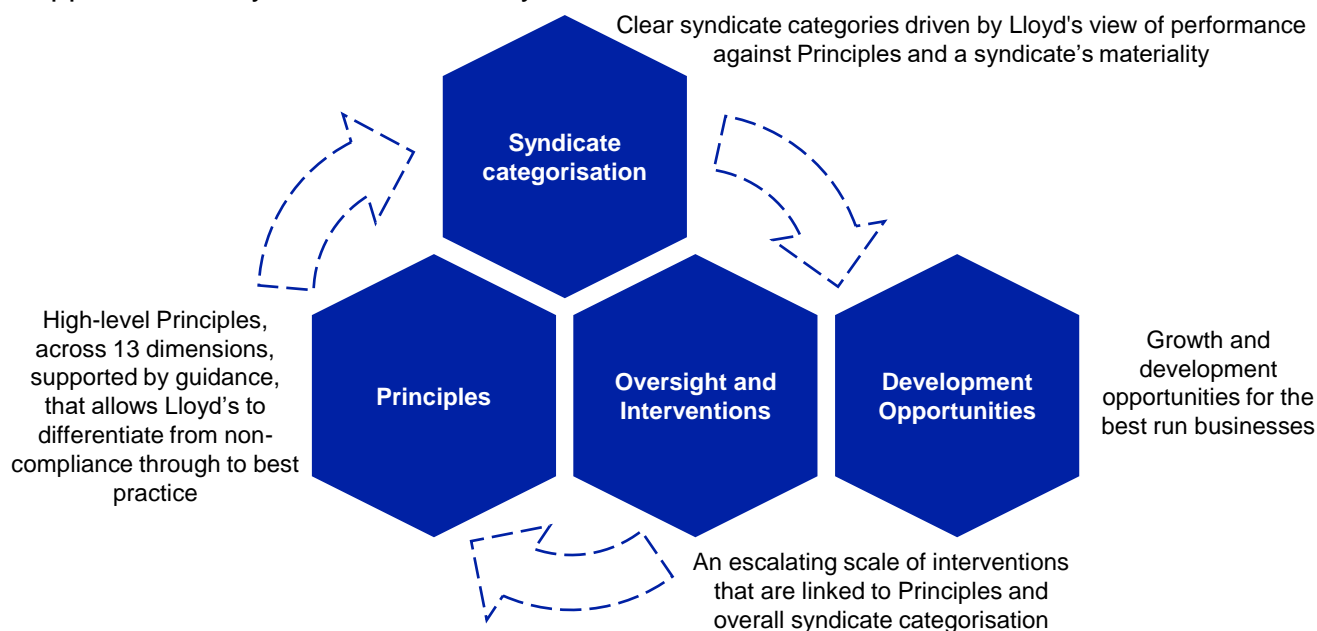 Clear syndicate categories driven by Lloyd's view of performance
against Principles and a syndicate’s materiality
Syndicate
categorisation
High-level Principles,
across 13 dimensions,
supported by guidance,
that allows Lloyd’s to
differentiate from non-
compliance through to best
practice
Principles
Oversight and
Interventions
Development
Opportunities
Growth and
development
opportunities for the
best run businesses
An escalating scale of interventions
that are linked to Principles and
overall syndicate categorisation